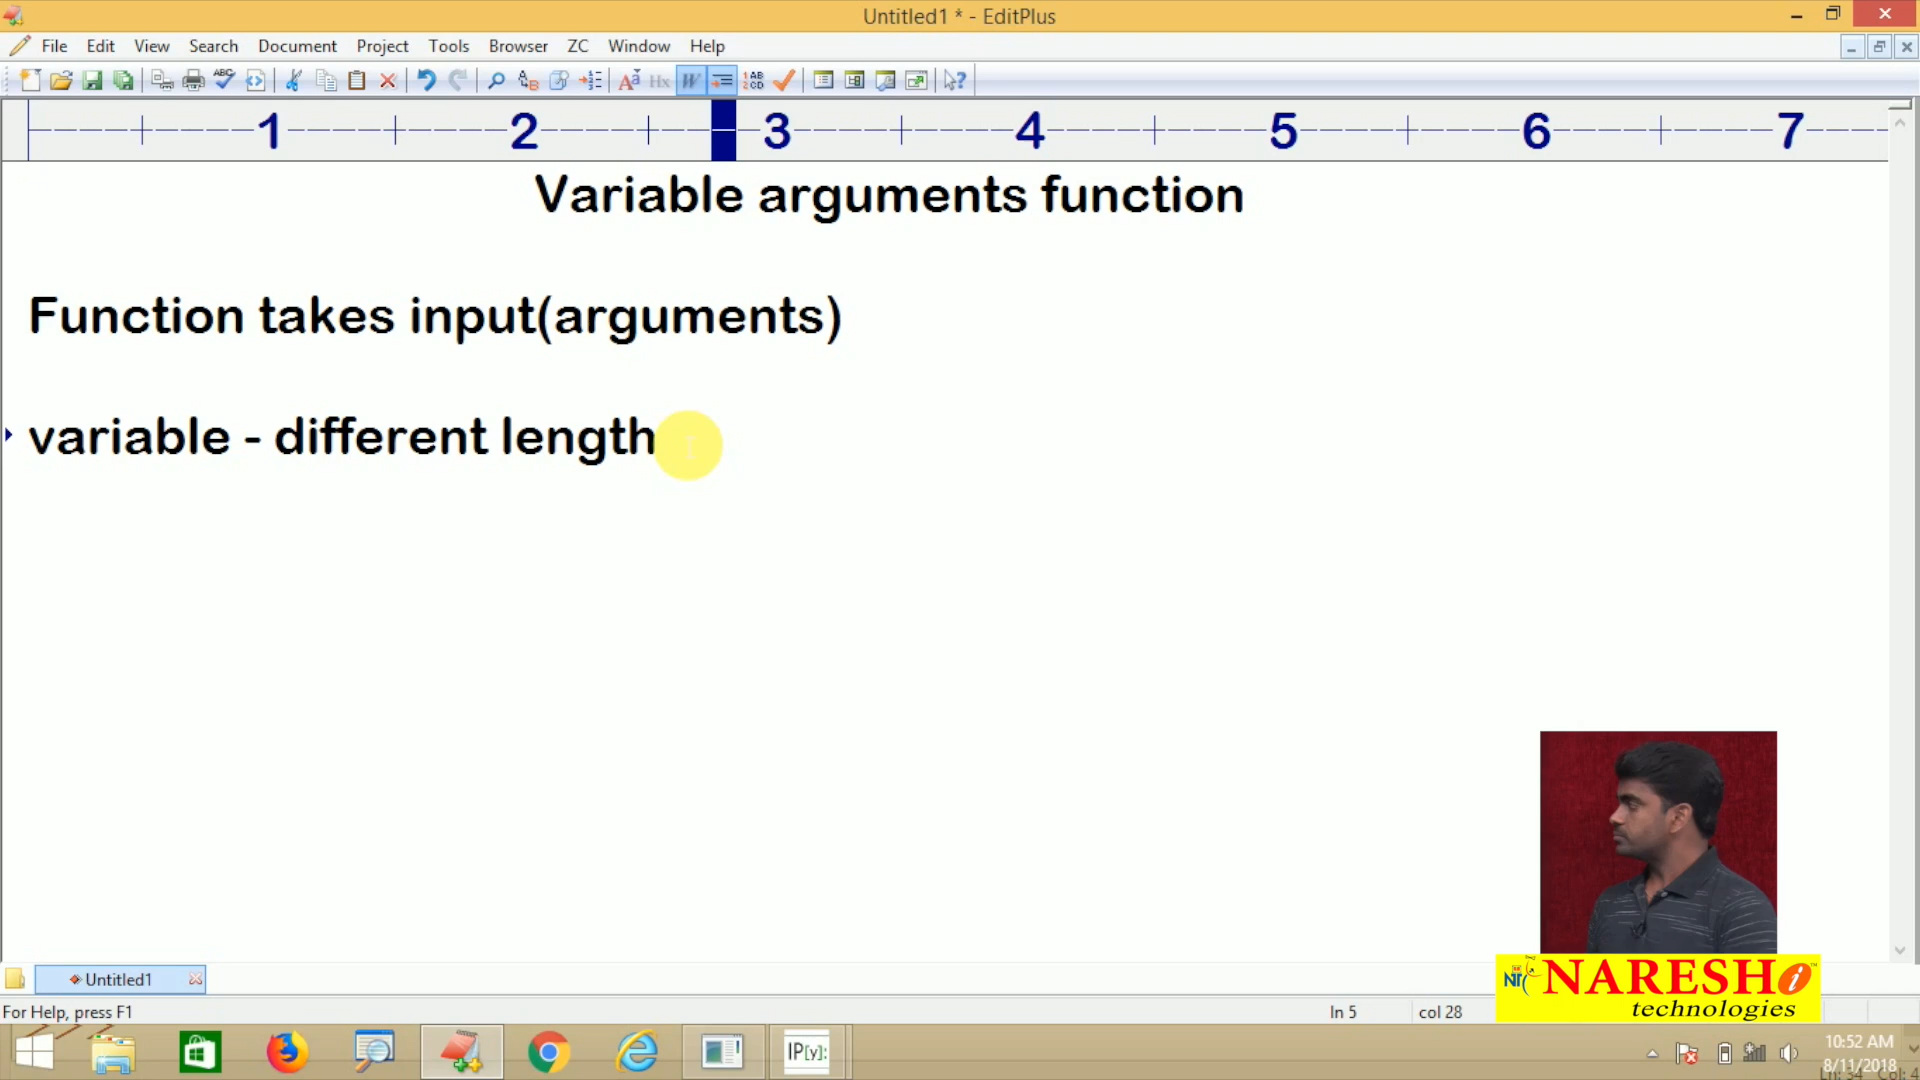 Untitled1 * - EditPlus
File Edit View Search Document Project Tools Browser ZC Window Help
1 2 3 4 5 6 7
Variable arguments function
Function takes input(arguments)
variable - different length
Untitled1
For Help, press F1
ln 5 col 28
NARESH i
technologies
IP[y]:
10:52 AM
8/11/2018